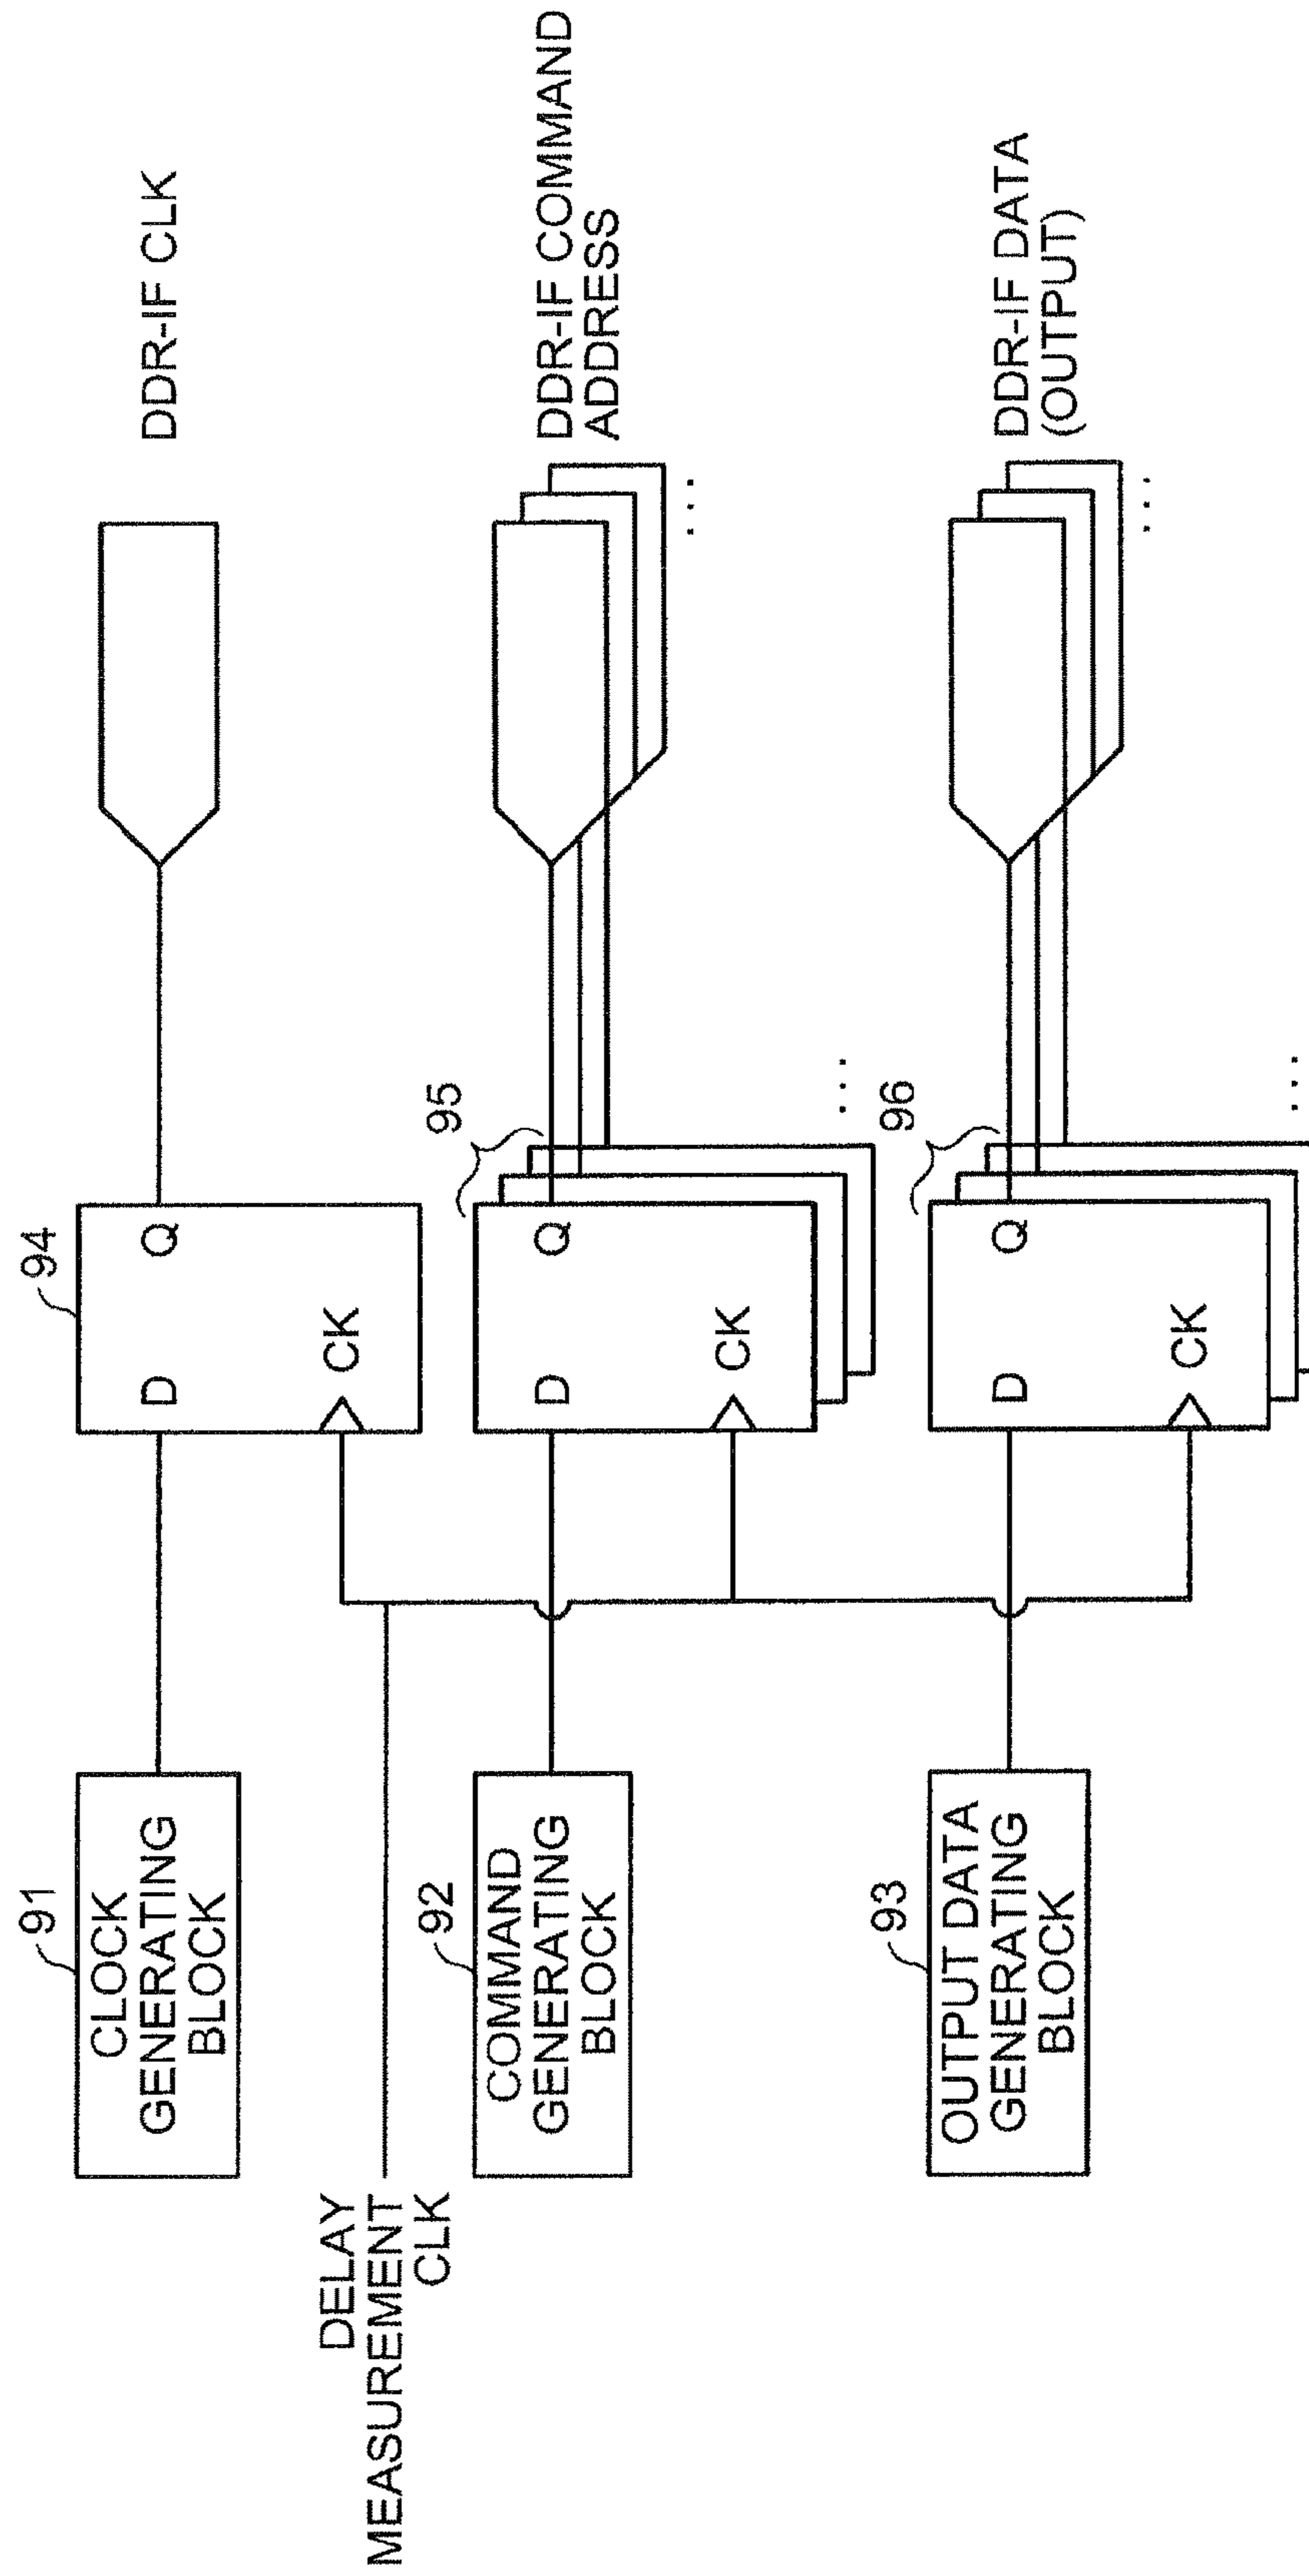 91
CLOCK
GENERATING
BLOCK
94
D
Q
CK
DDR-IF CLK
DELAY
MEASUREMENT
CLK
92
COMMAND
GENERATING
BLOCK
95
D
Q
CK
...
...
DDR-IF COMMAND
ADDRESS
93
OUTPUT DATA
GENERATING
BLOCK
96
D
Q
CK
...
...
DDR-IF DATA
(OUTPUT)